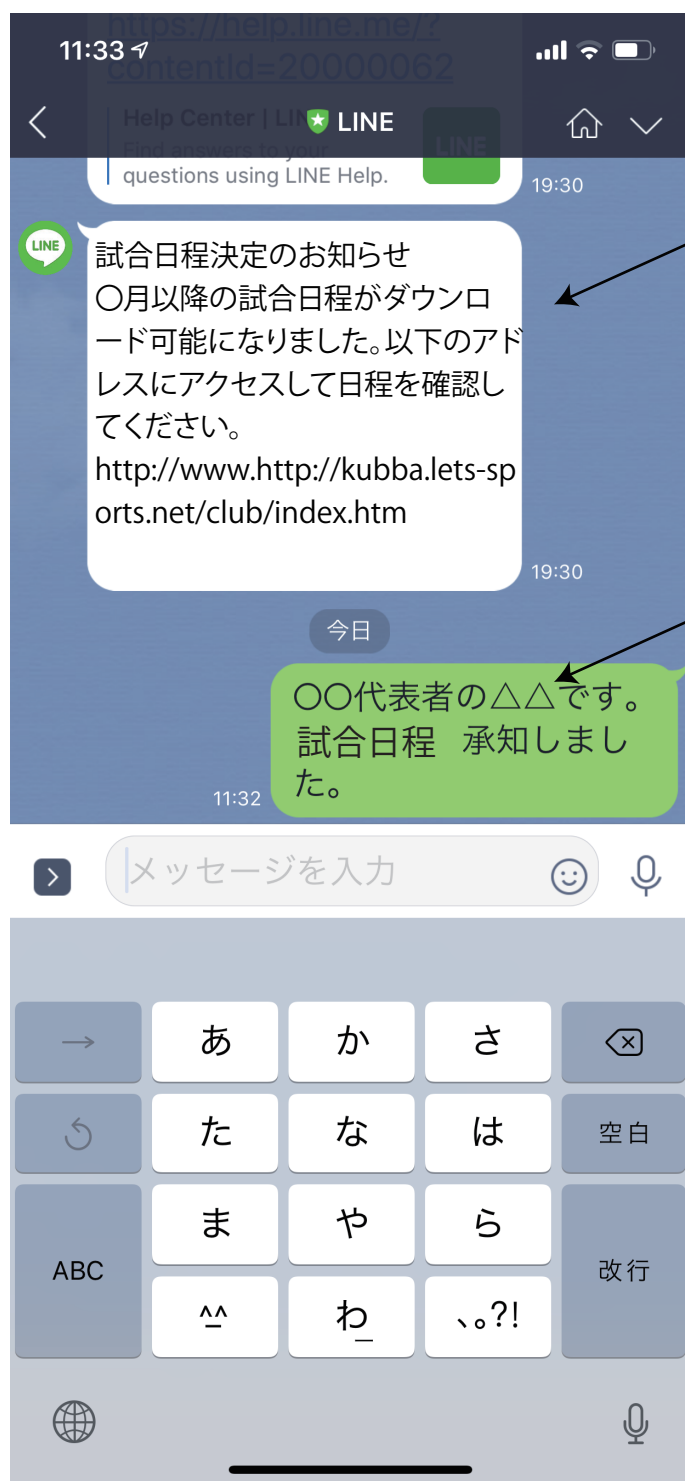 https://help.line.me/?
11:33
contentId=20000062
Help Center | LIN
LINE
Find answers to your
LINE
questions using LINE Help.
19:30
LINE
試合日程決定のお知らせ
〇月以降の試合日程がダウンロ
ード可能になりました。以下のアド
レスにアクセスして日程を確認し
てください。
http://www.http://kubba.lets-sp
orts.net/club/index.htm
19:30
今日
〇〇代表者の△△です。
試合日程 承知しまし
た。
11:32
メッセージを入力
→ あ か さ
た な は 空白
ま や ら
ABC 改行
^_^ わ_ 、。?!